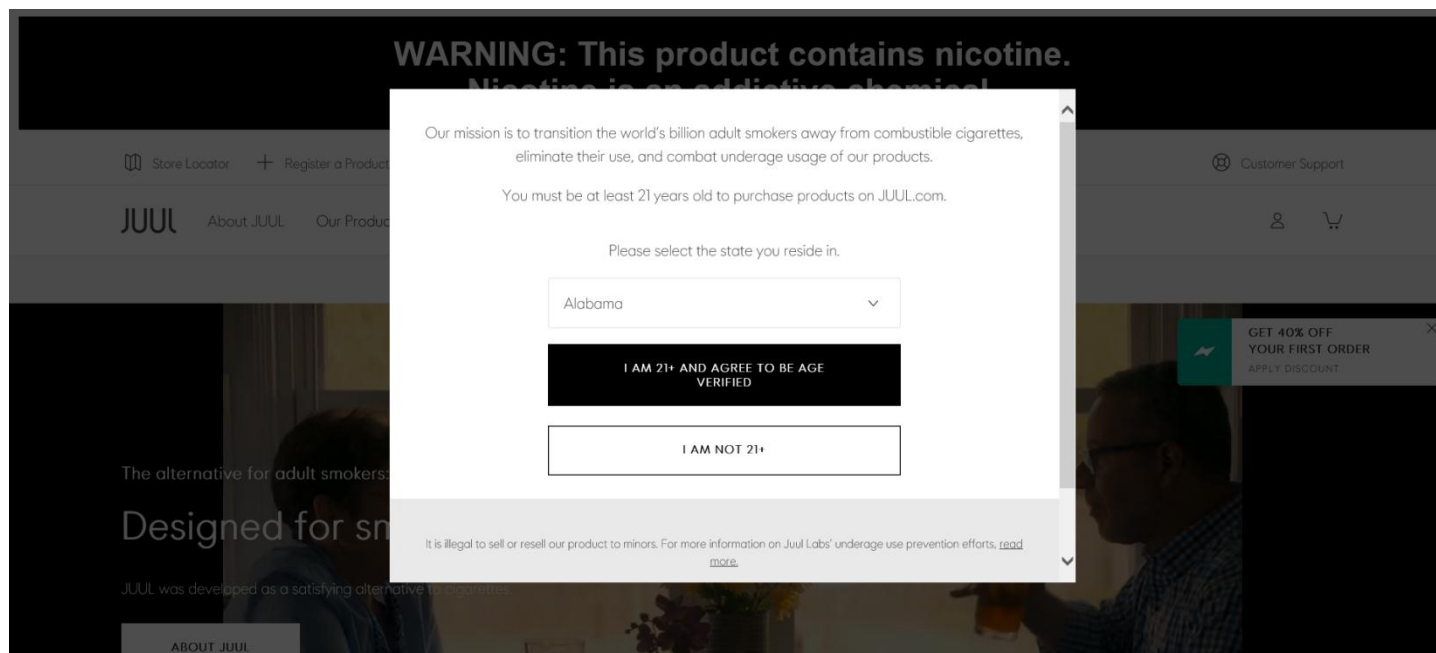 WARNING: This product contains nicotine.
Nicotine is an addictive chemical
Our mission is to transition the world's billion adult smokers away from combustible cigarettes,
eliminate their use, and combat underage usage of our products.
You must be at least 21 years old to purchase products on JUUL.com.
Store Locator
Register a Product
Customer Support
JUUL
About JUUL
Our Produc
Please select the state you reside in.
Alabama
I AM 21+ AND AGREE TO BE AGE
VERIFIED
I AM NOT 21+
GET 40% OFF
YOUR FIRST ORDER
APPLY DISCOUNT
The alternative for adult smokers:
Designed for sm
It is illegal to sell or resell our product to minors. For more information on Juul Labs' underage use prevention efforts, read
more.
JUUL was developed as a satisfying alternative to cigarettes.
ABOUT JUUL